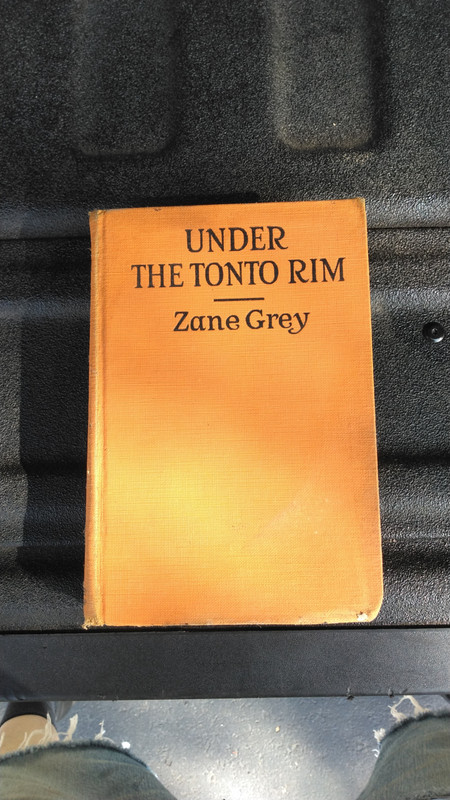 UNDER
THE TONTO RIM
Zane Grey